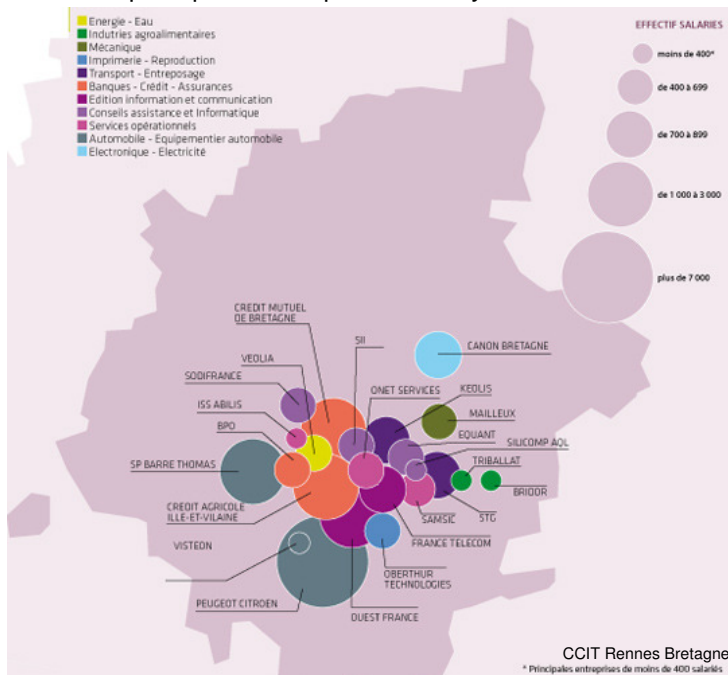 Energie - Eau
Indutries agroalimentaires
Mécanique
Imprimerie - Reproduction
Transport - Entreposage
Banques - Crédit - Assurances
Edition information et communication
Conseils assistance et Informatique
Services opérationnels
Automobile - Equipementier automobile
Electronique - Electricité
EFFECTIF SALARIES
moins de 400*
de 400 à 699
de 700 à 899
de 1 000 à 3 000
plus de 7 000
CREDIT MUTUEL
DE BRETAGNE
SII
CANON BRETAGNE
VEOLIA
SODIFRANCE
ONET SERVICES
KEOLIS
ISS ABILIS
MAILLEUX
BPO
EQUANT
SILICOMP AQL
SP BARRE THOMAS
TRIBALLAT
BRIDOR
CREDIT AGRICOLE
ILLE-ET-VILAINE
SAMSIC
STG
VISTEON
FRANCE TELECOM
OBERTHUR
TECHNOLOGIES
PEUGEOT CITROEN
OUEST FRANCE
CCIT Rennes Bretagne
* Principales entreprises de moins de 400 salariés